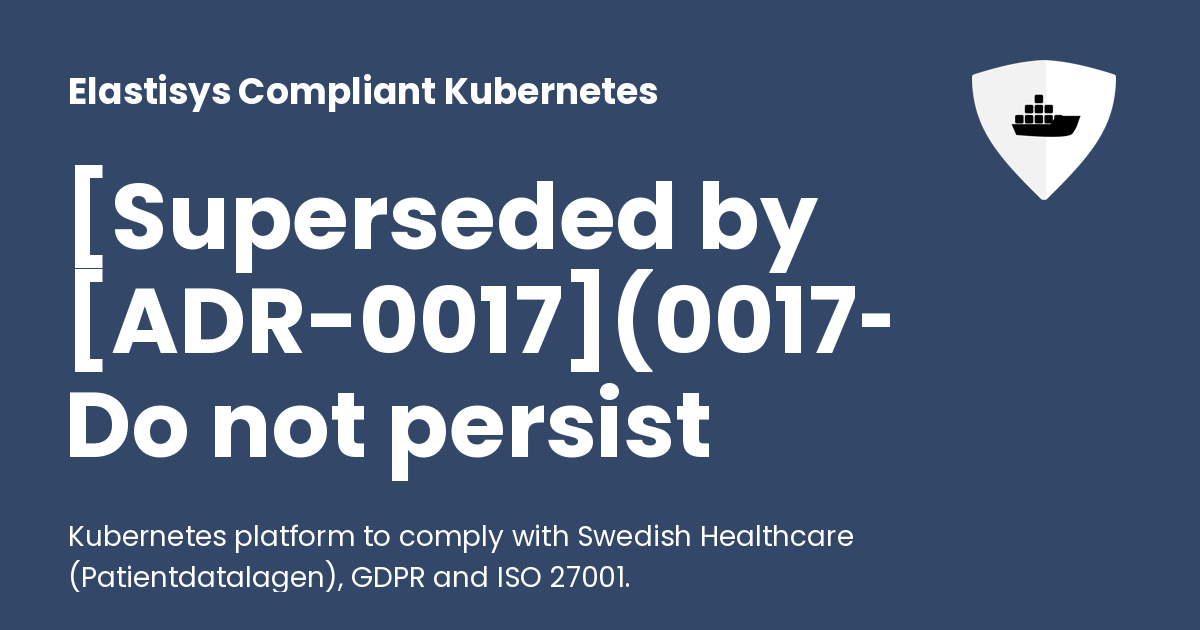 Elastisys Compliant Kubernetes
[Superseded by
[ADR-0017](0017-
Do not persist
Kubernetes platform to comply with Swedish Healthcare
(Patientdatalagen), GDPR and ISO 27001.